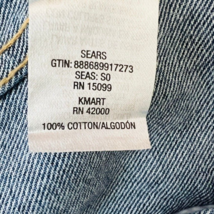 SEARS
GTIN: 888689917273
SEAS: S0
RN 15099
KMART
RN 42000
100% COTTON/ALGODÓN